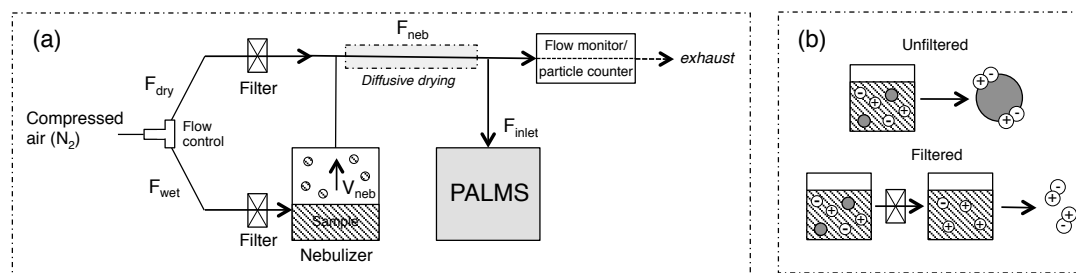 (a)
F_neb
Flow monitor/
particle counter
exhaust
Diffusive drying
Filter
F_dry
Compressed
air (N₂)
Flow
control
F_inlet
F_wet
V_neb
PALMS
Sample
Filter
Nebulizer
(b)
Unfiltered
+ -
- +
+ -
+ -
Filtered
- +
- +
- +
+ -
- +
- +
+ -
+ -
+ -